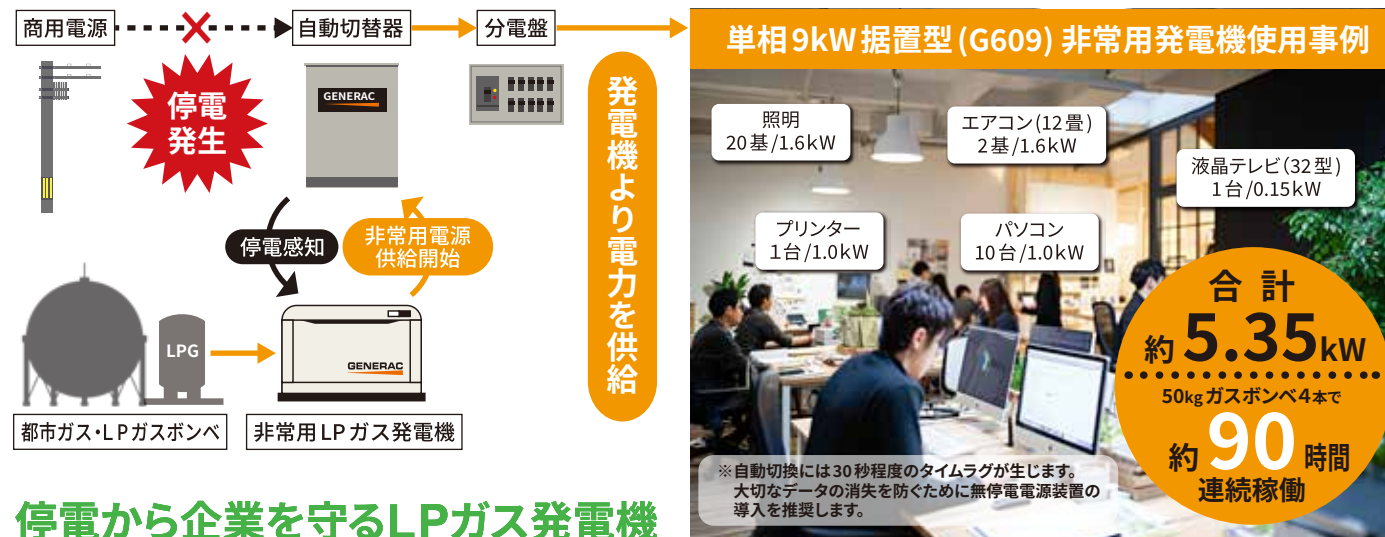 商用電源
自動切替器
分電盤
停電
発生
GENERAC
発電機より電力を供給
停電感知
非常用電源
供給開始
LPG
GENERAC
都市ガス・LPガスボンベ
非常用LPガス発電機
停電から企業を守るLPガス発電機
単相9kW据置型(G609) 非常用発電機使用事例
照明
20基/1.6kW
エアコン(12畳)
2基/1.6kW
液晶テレビ(32型)
1台/0.15kW
プリンター
1台/1.0kW
パソコン
10台/1.0kW
合計
約5.35kW
50kgガスボンベ4本で
約90時間
連続稼働
※自動切換には30秒程度のタイムラグが生じます。
大切なデータの消失を防ぐために無停電電源装置の
導入を推奨します。